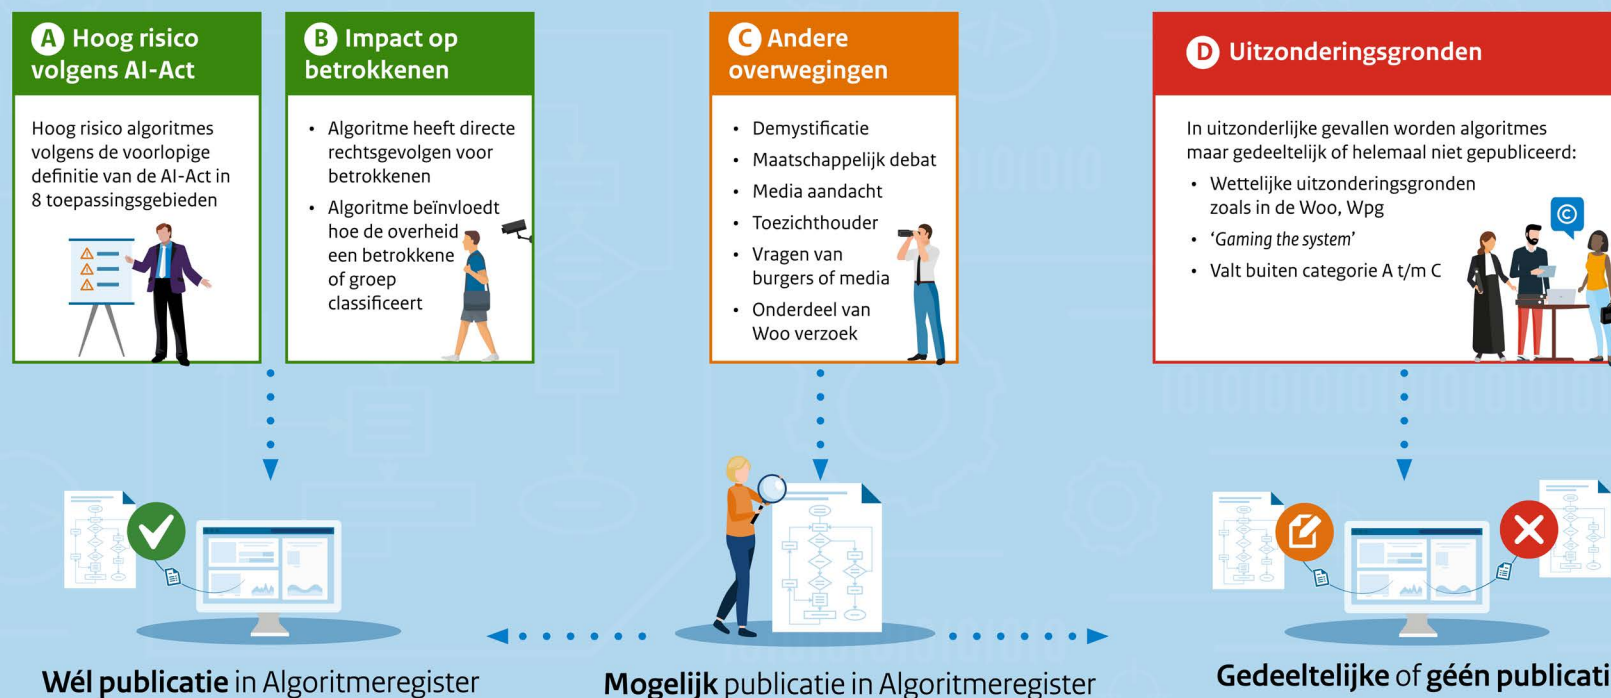 A Hoog risico
volgens AI-Act
Hoog risico algoritmes
volgens de voorlopige
definitie van de AI-Act in
8 toepassingsgebieden
B Impact op
betrokkenen
• Algoritme heeft directe
rechtsgevolgen voor
betrokkenen
• Algoritme beïnvloedt
hoe de overheid
een betrokkene
of groep
classificeert
C Andere
overwegingen
• Demystificatie
• Maatschappelijk debat
• Media aandacht
• Toezichthouder
• Vragen van
burgers of media
• Onderdeel van
Woo verzoek
D Uitzonderingsgronden
In uitzonderlijke gevallen worden algoritmes
maar gedeeltelijk of helemaal niet gepubliceerd:
• Wettelijke uitzonderingsgronden
zoals in de Woo, Wpg
• ‘Gaming the system’
• Valt buiten categorie A t/m C
©
Wél publicatie in Algoritmeregister
Mogelijk publicatie in Algoritmeregister
Gedeeltelijke of géén publicati